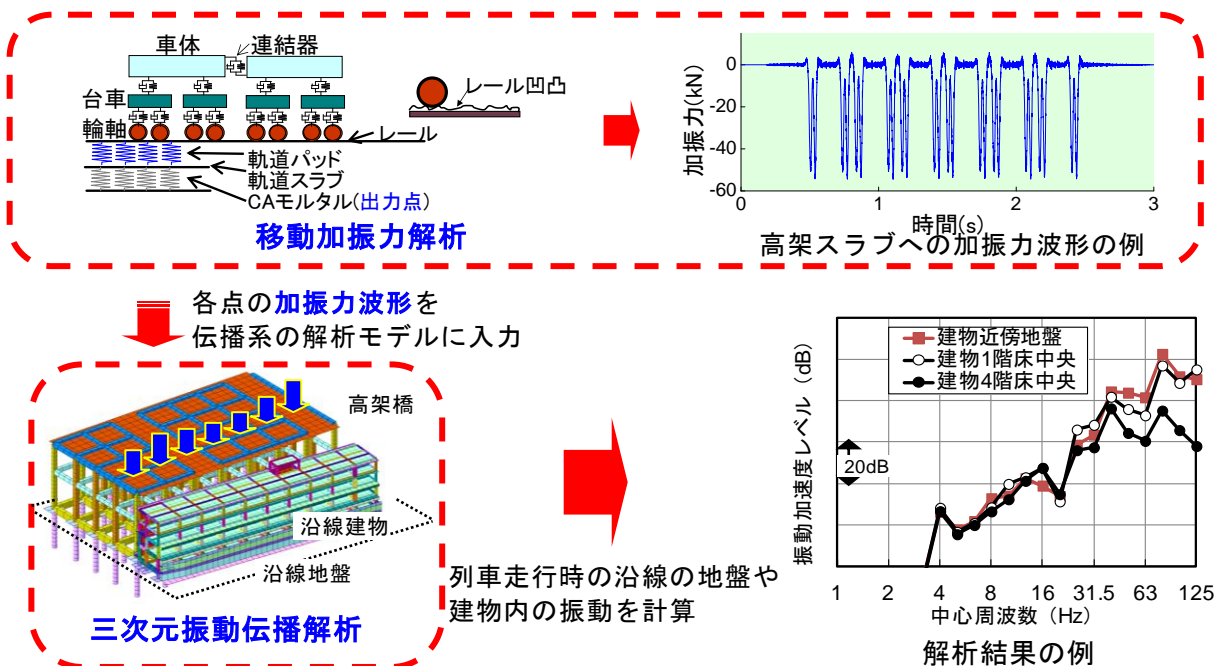 車体
連結器
台車
輪軸
レール凹凸
レール
軌道パッド
軌道スラブ
CAモルタル(出力点)
移動加振力解析
加振力(kN)
0
-20
-40
-60
0
1
2
3
時間(s)
高架スラブへの加振力波形の例
各点の加振力波形を
伝播系の解析モデルに入力
高架橋
沿線建物
沿線地盤
三次元振動伝播解析
列車走行時の沿線の地盤や
建物内の振動を計算
建物近傍地盤
建物1階床中央
建物4階床中央
振動加速度レベル（dB）
20dB
1
2
4
8
16
31.5
63
125
中心周波数（Hz）
解析結果の例